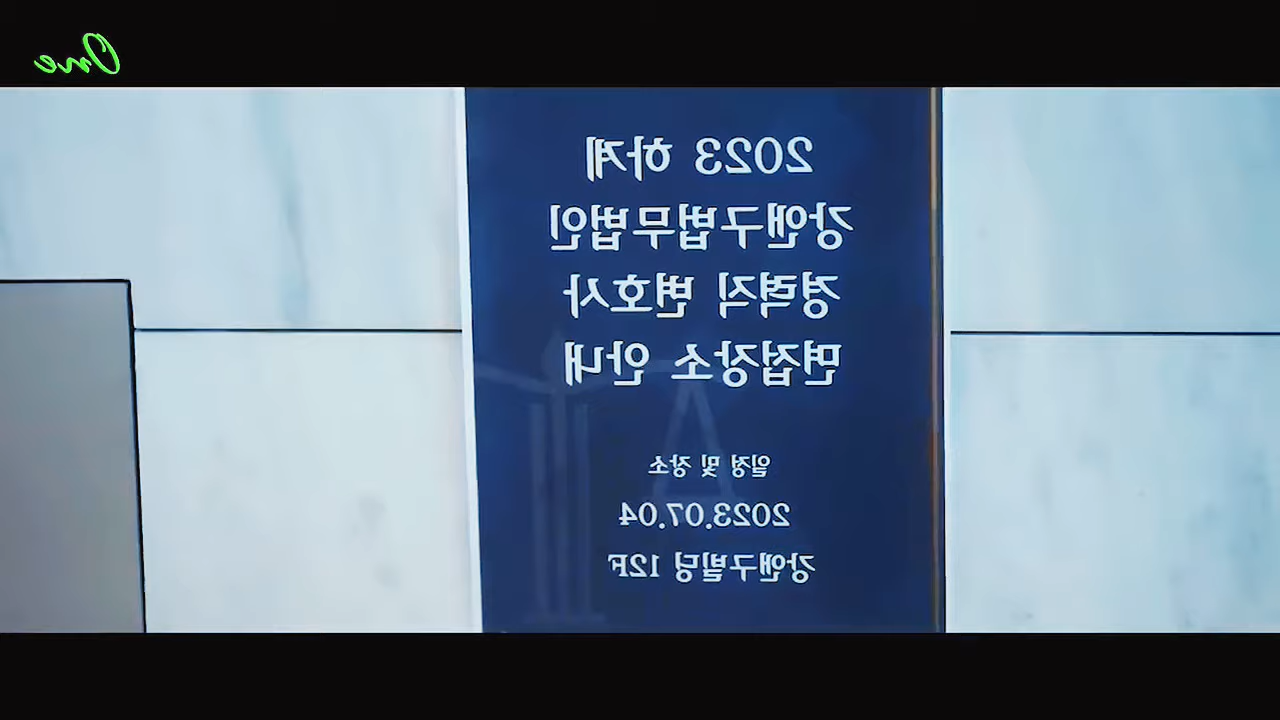 One
2023 하계
강앤구법무법인
경력직 변호사
면접장소 안내
일정 및 장소
2023.07.04
강앤구빌딩 12F